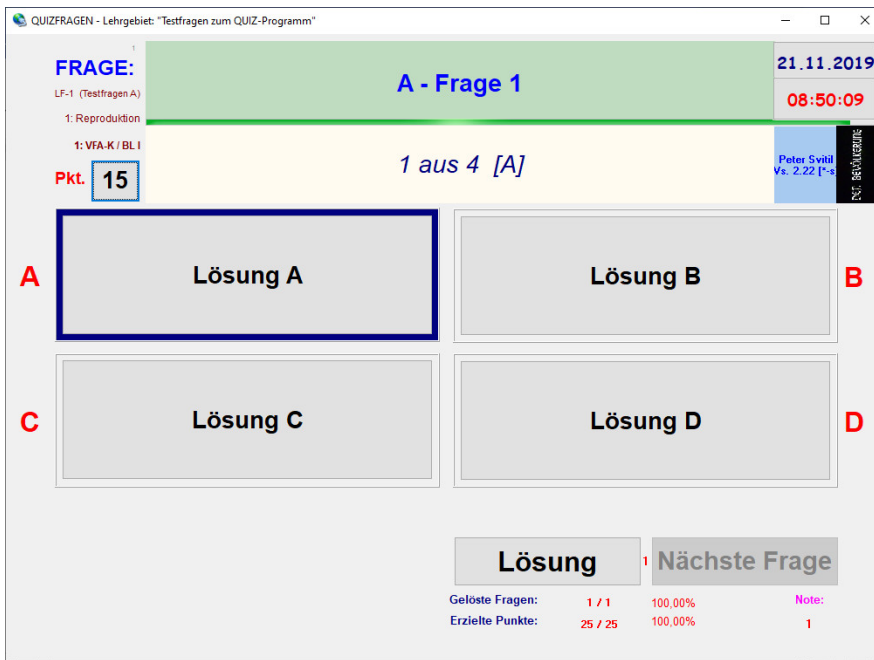 QUIZFRAGEN - Lehrgebiet: "Testfragen zum QUIZ-Programm"
1
FRAGE:
LF-1 (Testfragen A)
1: Reproduktion
1: VFA-K / BL I
Pkt. 15
A - Frage 1
1 aus 4 [A]
21.11.2019
08:50:09
Peter Svitil
Vs. 2.22 [*-s
BEVÖLKERUNG
A
Lösung A
Lösung B
B
C
Lösung C
Lösung D
D
Lösung
1
Nächste Frage
Gelöste Fragen: 1 / 1 100,00% Note:
Erzielte Punkte: 25 / 25 100,00% 1